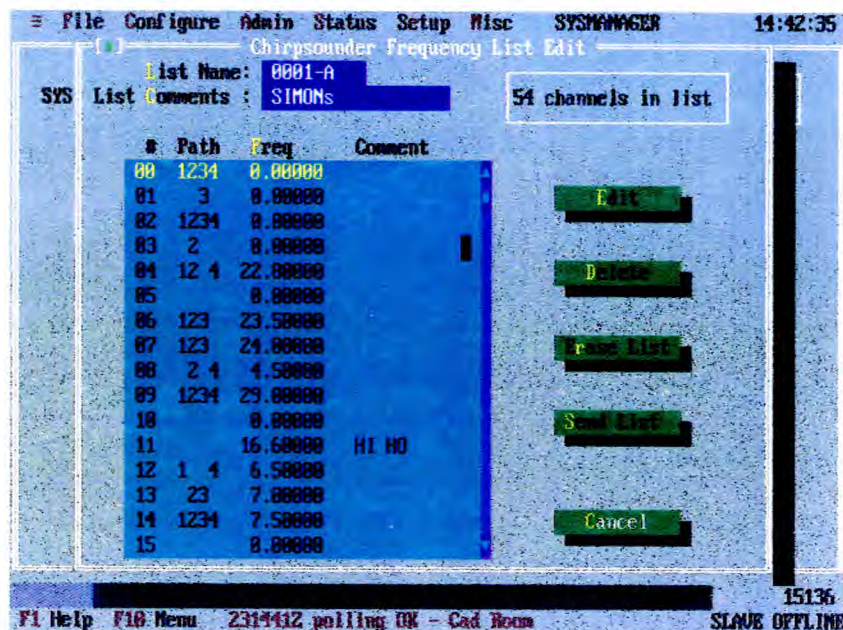 ≡ File Configure Admin Status Setup Misc SYSMANAGER 14:42:35
Chirpsounder Frequency List Edit
List Name: 0001-A
SYS List Comments : SIMONs
54 channels in list
# Path Freq Comment
00 1234 0.00000
01 3 0.00000
02 1234 0.00000
03 2 0.00000
04 12 4 22.00000
05 0.00000
06 123 23.50000
07 123 24.00000
08 2 4 4.50000
09 1234 29.00000
10 0.00000
11 16.60000 HI HO
12 1 4 6.50000
13 23 7.00000
14 1234 7.50000
15 0.00000
Edit
Delete
Erase List
Send List
Cancel
15136
F1 Help F10 Menu 2314412 polling OK - Cad Room SLAVE OFFLINE